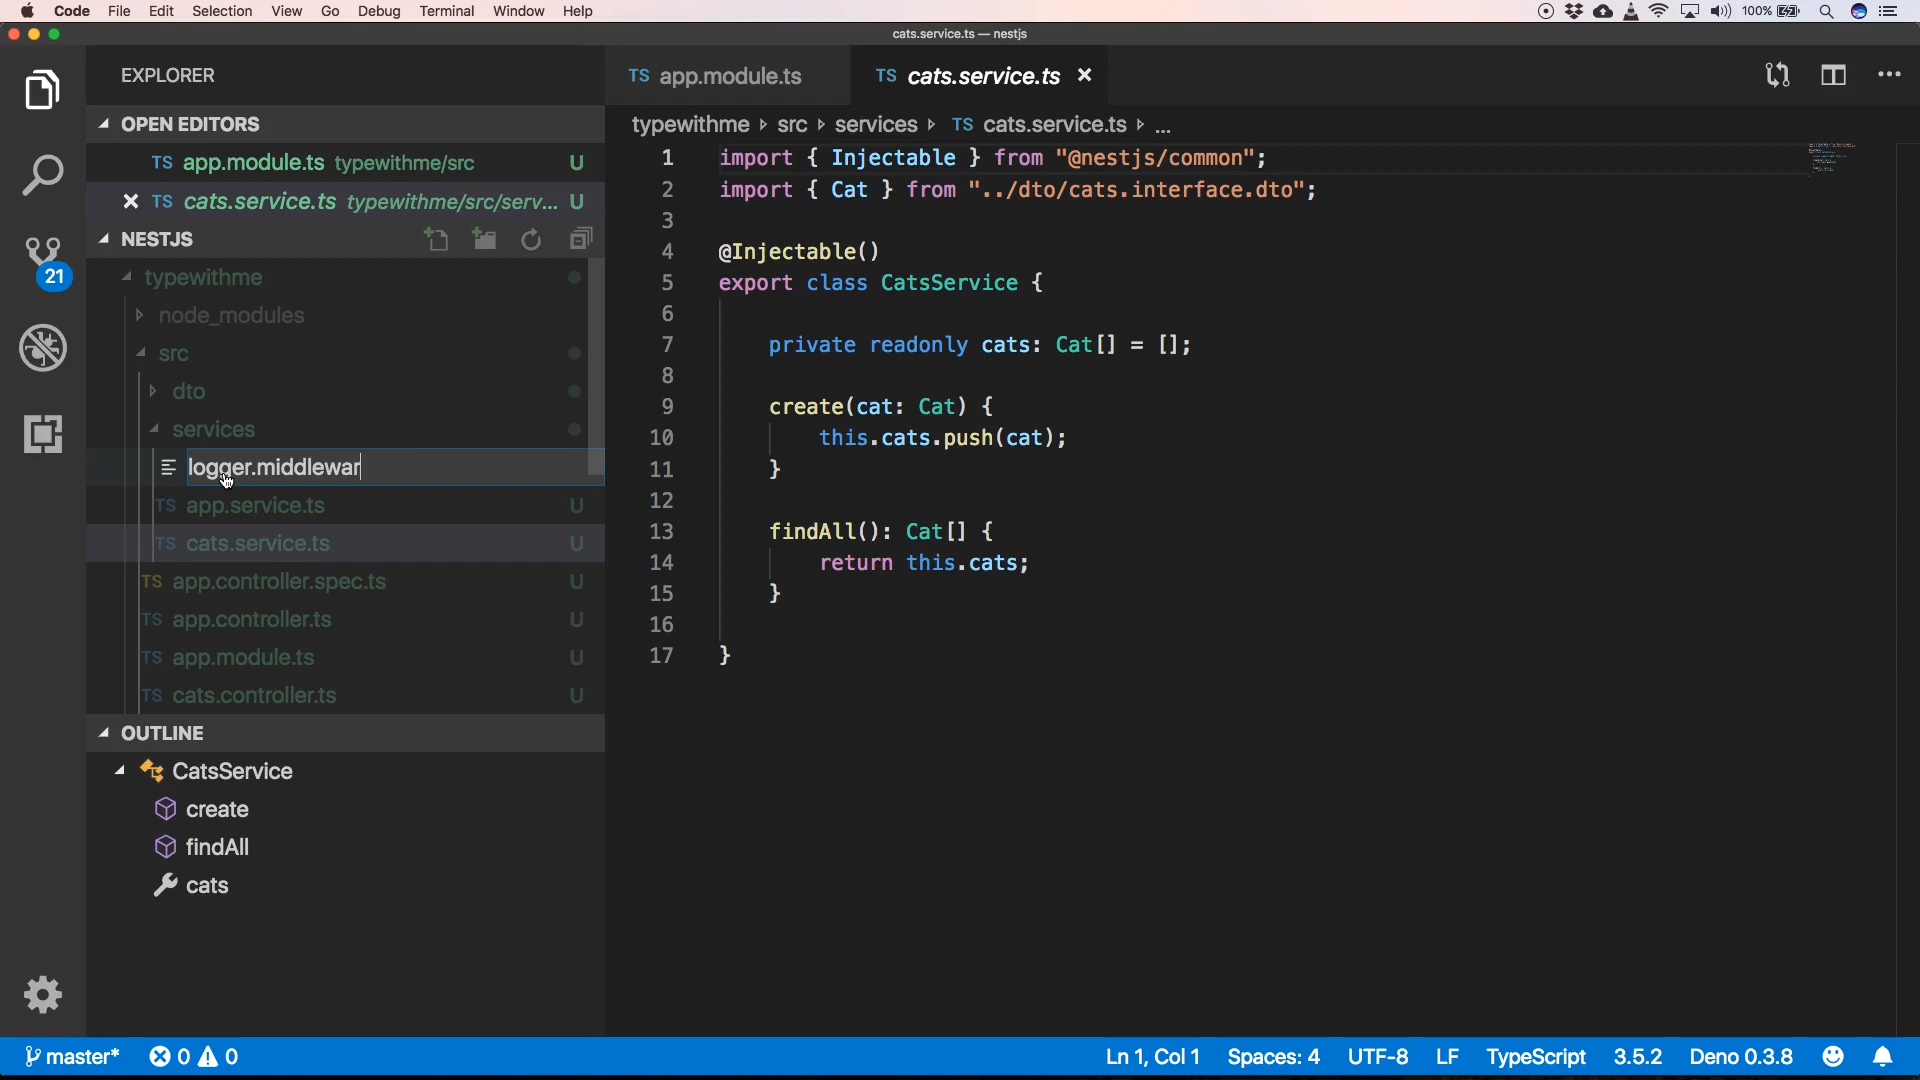 Code File Edit Selection View Go Debug Terminal Window Help 100%
cats.service.ts — nestjs
EXPLORER
OPEN EDITORS
TS app.module.ts typewithme/src U
TS cats.service.ts typewithme/src/serv... U
NESTJS
21
typewithme
node_modules
src
dto
services
logger.middlewar
TS app.service.ts U
TS cats.service.ts U
TS app.controller.spec.ts U
TS app.controller.ts U
TS app.module.ts U
TS cats.controller.ts U
OUTLINE
CatsService
create
findAll
cats
TS app.module.ts TS cats.service.ts
typewithme src services TS cats.service.ts ...
1 import { Injectable } from "@nestjs/common";
2 import { Cat } from "../dto/cats.interface.dto";
3
4 @Injectable()
5 export class CatsService {
6
7 private readonly cats: Cat[] = [];
8
9 create(cat: Cat) {
10 this.cats.push(cat);
11 }
12
13 findAll(): Cat[] {
14 return this.cats;
15 }
16
17 }
master* 0 0 Ln 1, Col 1 Spaces: 4 UTF-8 LF TypeScript 3.5.2 Deno 0.3.8